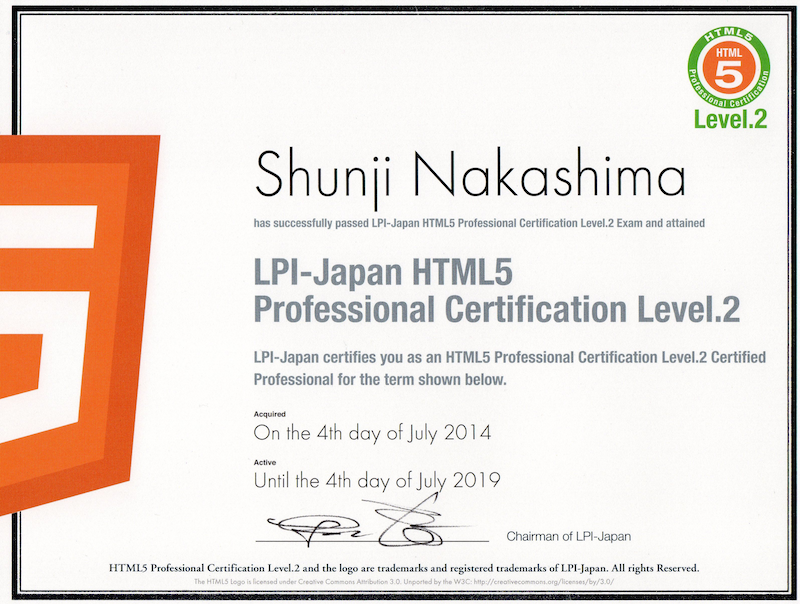 HTML5
HTML
5
Professional Certification
Level.2
Shunji Nakashima
has successfully passed LPI-Japan HTML5 Professional Certification Level.2 Exam and attained
LPI-Japan HTML5
Professional Certification Level.2
LPI-Japan certifies you as an HTML5 Professional Certification Level.2 Certified
Professional for the term shown below.
Acquired
On the 4th day of July 2014
Active
Until the 4th day of July 2019
Chairman of LPI-Japan
HTML5 Professional Certification Level.2 and the logo are trademarks and registered trademarks of LPI-Japan. All rights Reserved.
The HTML5 Logo is licensed under Creative Commons Attribution 3.0. Unported by the W3C: http://creativecommons.org/licenses/by/3.0/